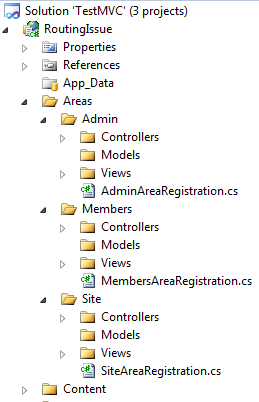 Solution 'TestMVC' (3 projects)
RoutingIssue
Properties
References
App_Data
Areas
Admin
Controllers
Models
Views
AdminAreaRegistration.cs
Members
Controllers
Models
Views
MembersAreaRegistration.cs
Site
Controllers
Models
Views
SiteAreaRegistration.cs
Content